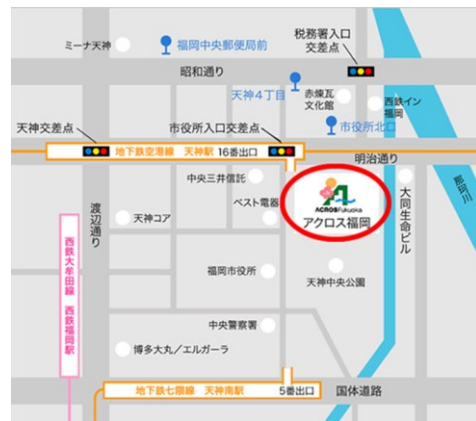 ミーナ天神
福岡中央郵便局前
税務署入口
交差点
昭和通り
天神4丁目
赤煉瓦
文化館
西鉄イン
福岡
市役所北口
天神交差点
市役所入口交差点
地下鉄空港線 天神駅 16番出口
明治通り
那珂川
中央三井信託
ACROS Fukuoka
アクロス福岡
ベスト電器
大同生命ビル
渡辺通り
天神コア
西鉄大牟田線 西鉄福岡駅
福岡市役所
天神中央公園
中央警察署
博多大丸/エルガーラ
地下鉄七隈線 天神南駅
5番出口
国体道路